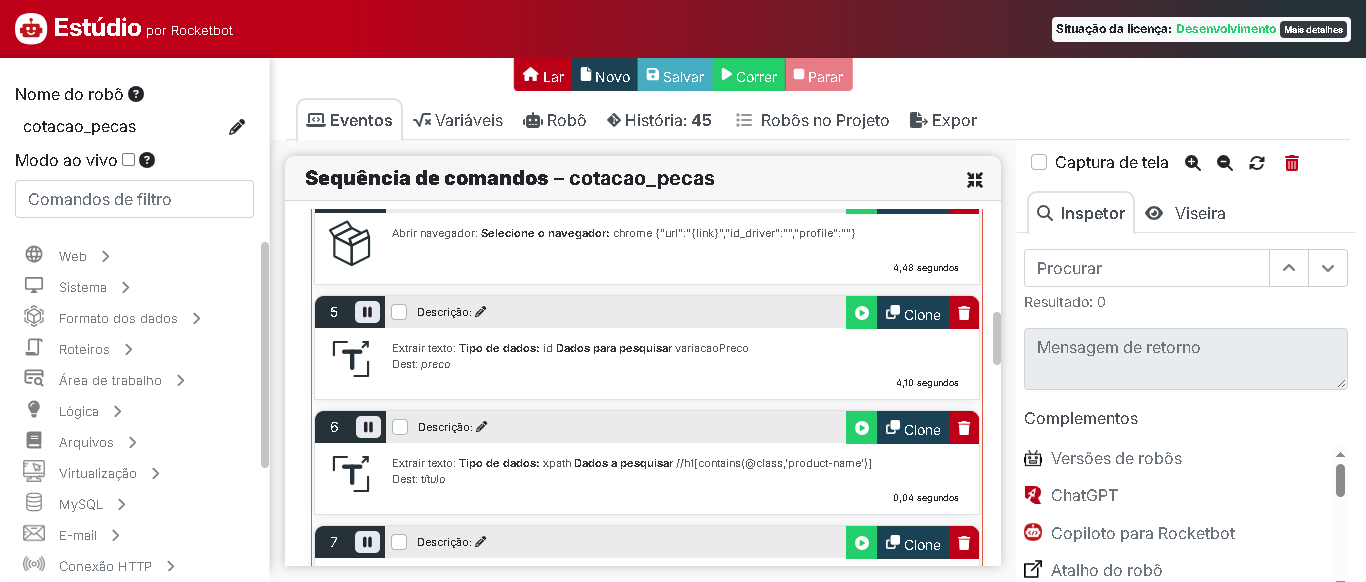 Estúdio por Rocketbot
Situação da licença: Desenvolvimento Mais detalhes
Lar Novo Salvar Correr Parar
Nome do robô
cotacao_pecas
Modo ao vivo
Comandos de filtro
Web
Sistema
Formato dos dados
Roteiros
Área de trabalho
Lógica
Arquivos
Virtualização
MySQL
E-mail
Conexão HTTP
Eventos Variáveis Robô História: 45 Robôs no Projeto Expor
Sequência de comandos – cotacao_pecas
Abrir navegador: Selecione o navegador: chrome {"url":"{link}","id_driver":"","profile":""}
4,48 segundos
5 Descrição: Clone
Extrair texto: Tipo de dados: id Dados para pesquisar variacaoPreco
Dest: preco
4,10 segundos
6 Descrição: Clone
Extrair texto: Tipo de dados: xpath Dados a pesquisar //h1[contains(@class,'product-name')]
Dest: título
0,04 segundos
7 Descrição: Clone
Captura de tela
Inspetor Viseira
Procurar
Resultado: 0
Mensagem de retorno
Complementos
Versões de robôs
ChatGPT
Copiloto para Rocketbot
Atalho do robô